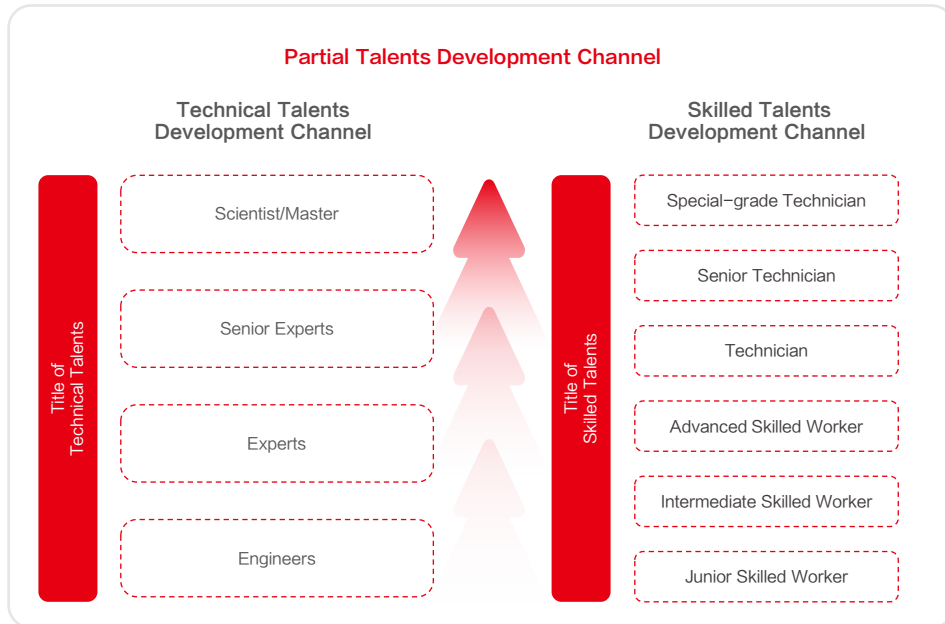 Partial Talents Development Channel
Technical Talents
Development Channel
Title of
Technical Talents
Scientist/Master
Senior Experts
Experts
Engineers
Skilled Talents
Development Channel
Title of
Skilled Talents
Special-grade Technician
Senior Technician
Technician
Advanced Skilled Worker
Intermediate Skilled Worker
Junior Skilled Worker